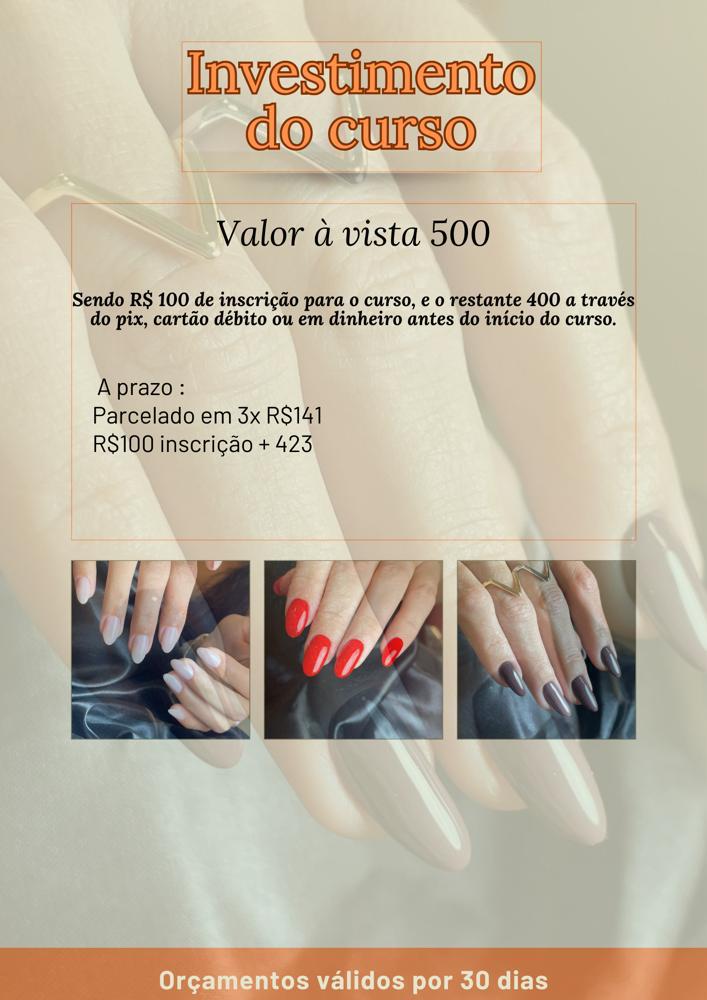 Investimento
do curso
Valor à vista 500
Sendo R$ 100 de inscrição para o curso, e o restante 400 a través
do pix, cartão débito ou em dinheiro antes do início do curso.
A prazo :
Parcelado em 3x R$141
R$100 inscrição + 423
Orçamentos válidos por 30 dias